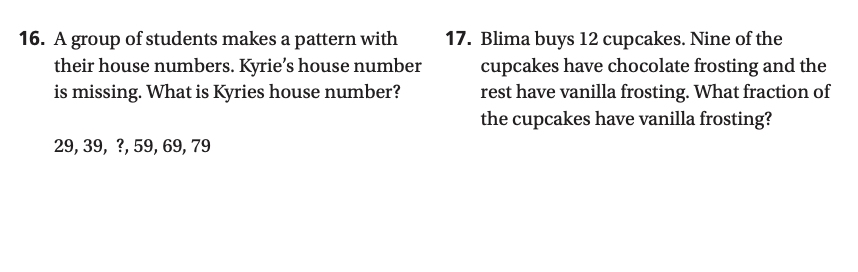 16. A group of students makes a pattern with
their house numbers. Kyrie’s house number
is missing. What is Kyries house number?
29, 39, ?, 59, 69, 79
17. Blima buys 12 cupcakes. Nine of the
cupcakes have chocolate frosting and the
rest have vanilla frosting. What fraction of
the cupcakes have vanilla frosting?